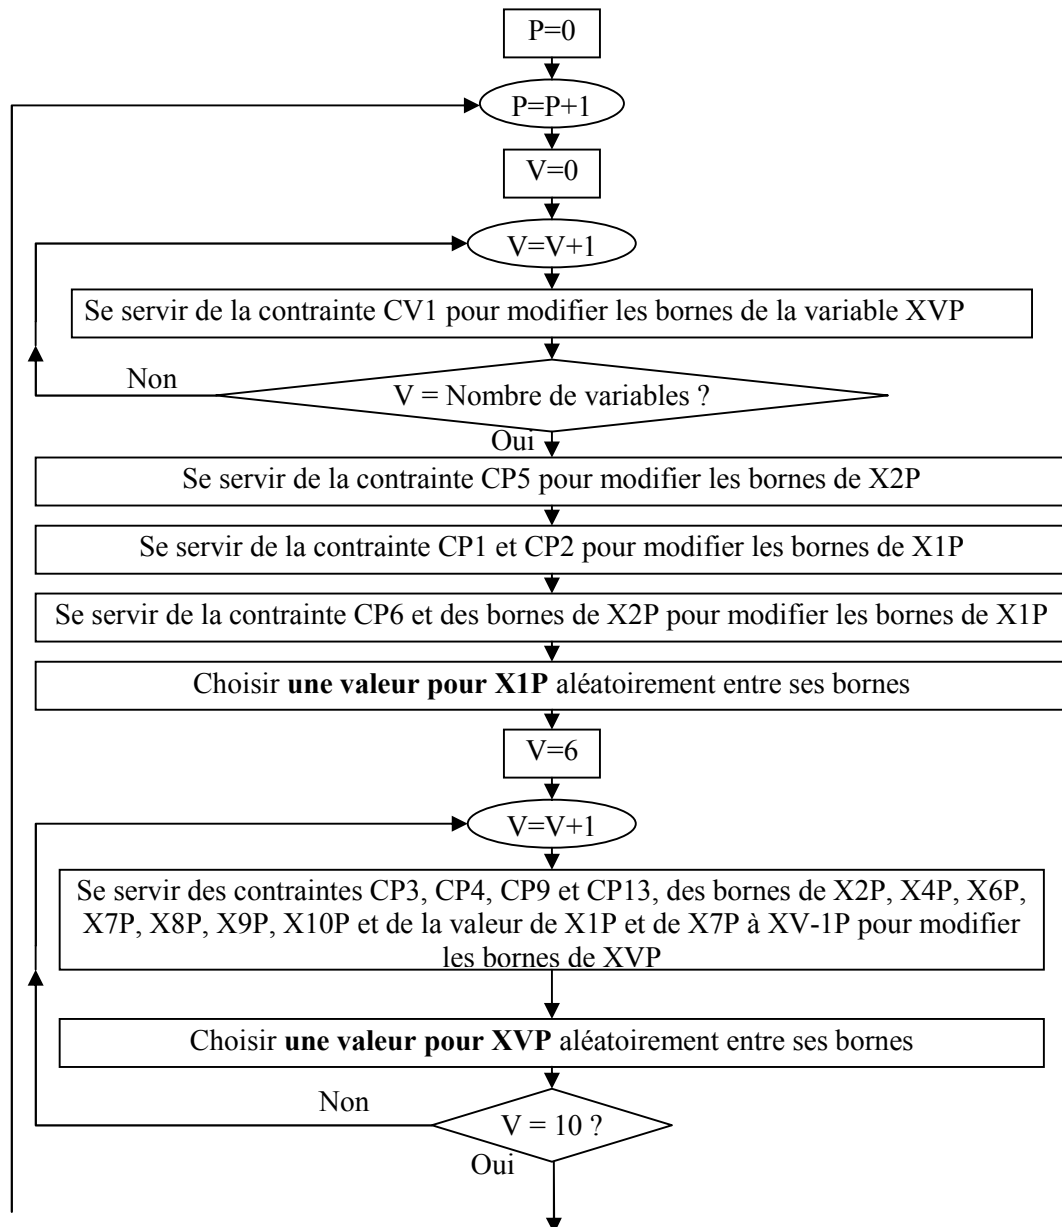 P=0
P=P+1
V=0
V=V+1
Se servir de la contrainte CV1 pour modifier les bornes de la variable XVP
Non
V = Nombre de variables ?
Oui
Se servir de la contrainte CP5 pour modifier les bornes de X2P
Se servir de la contrainte CP1 et CP2 pour modifier les bornes de X1P
Se servir de la contrainte CP6 et des bornes de X2P pour modifier les bornes de X1P
Choisir une valeur pour X1P aléatoirement entre ses bornes
V=6
V=V+1
Se servir des contraintes CP3, CP4, CP9 et CP13, des bornes de X2P, X4P, X6P,
X7P, X8P, X9P, X10P et de la valeur de X1P et de X7P à XV-1P pour modifier
les bornes de XVP
Choisir une valeur pour XVP aléatoirement entre ses bornes
Non
V = 10 ?
Oui